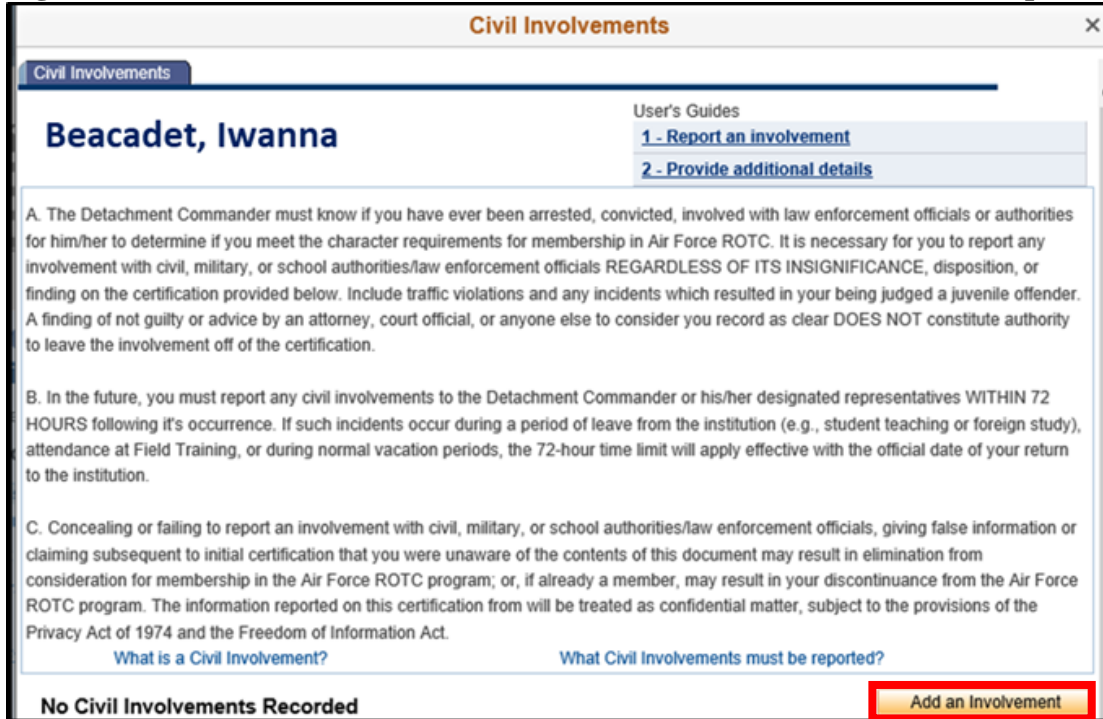 Civil Involvements
×
Civil Involvements
Beacadet, Iwanna
User's Guides
1 - Report an involvement
2 - Provide additional details
A. The Detachment Commander must know if you have ever been arrested, convicted, involved with law enforcement officials or authorities
for him/her to determine if you meet the character requirements for membership in Air Force ROTC. It is necessary for you to report any
involvement with civil, military, or school authorities/law enforcement officials REGARDLESS OF ITS INSIGNIFICANCE, disposition, or
finding on the certification provided below. Include traffic violations and any incidents which resulted in your being judged a juvenile offender.
A finding of not guilty or advice by an attorney, court official, or anyone else to consider you record as clear DOES NOT constitute authority
to leave the involvement off of the certification.
B. In the future, you must report any civil involvements to the Detachment Commander or his/her designated representatives WITHIN 72
HOURS following it's occurrence. If such incidents occur during a period of leave from the institution (e.g., student teaching or foreign study),
attendance at Field Training, or during normal vacation periods, the 72-hour time limit will apply effective with the official date of your return
to the institution.
C. Concealing or failing to report an involvement with civil, military, or school authorities/law enforcement officials, giving false information or
claiming subsequent to initial certification that you were unaware of the contents of this document may result in elimination from
consideration for membership in the Air Force ROTC program; or, if already a member, may result in your discontinuance from the Air Force
ROTC program. The information reported on this certification from will be treated as confidential matter, subject to the provisions of the
Privacy Act of 1974 and the Freedom of Information Act.
What is a Civil Involvement?
What Civil Involvements must be reported?
No Civil Involvements Recorded
Add an Involvement